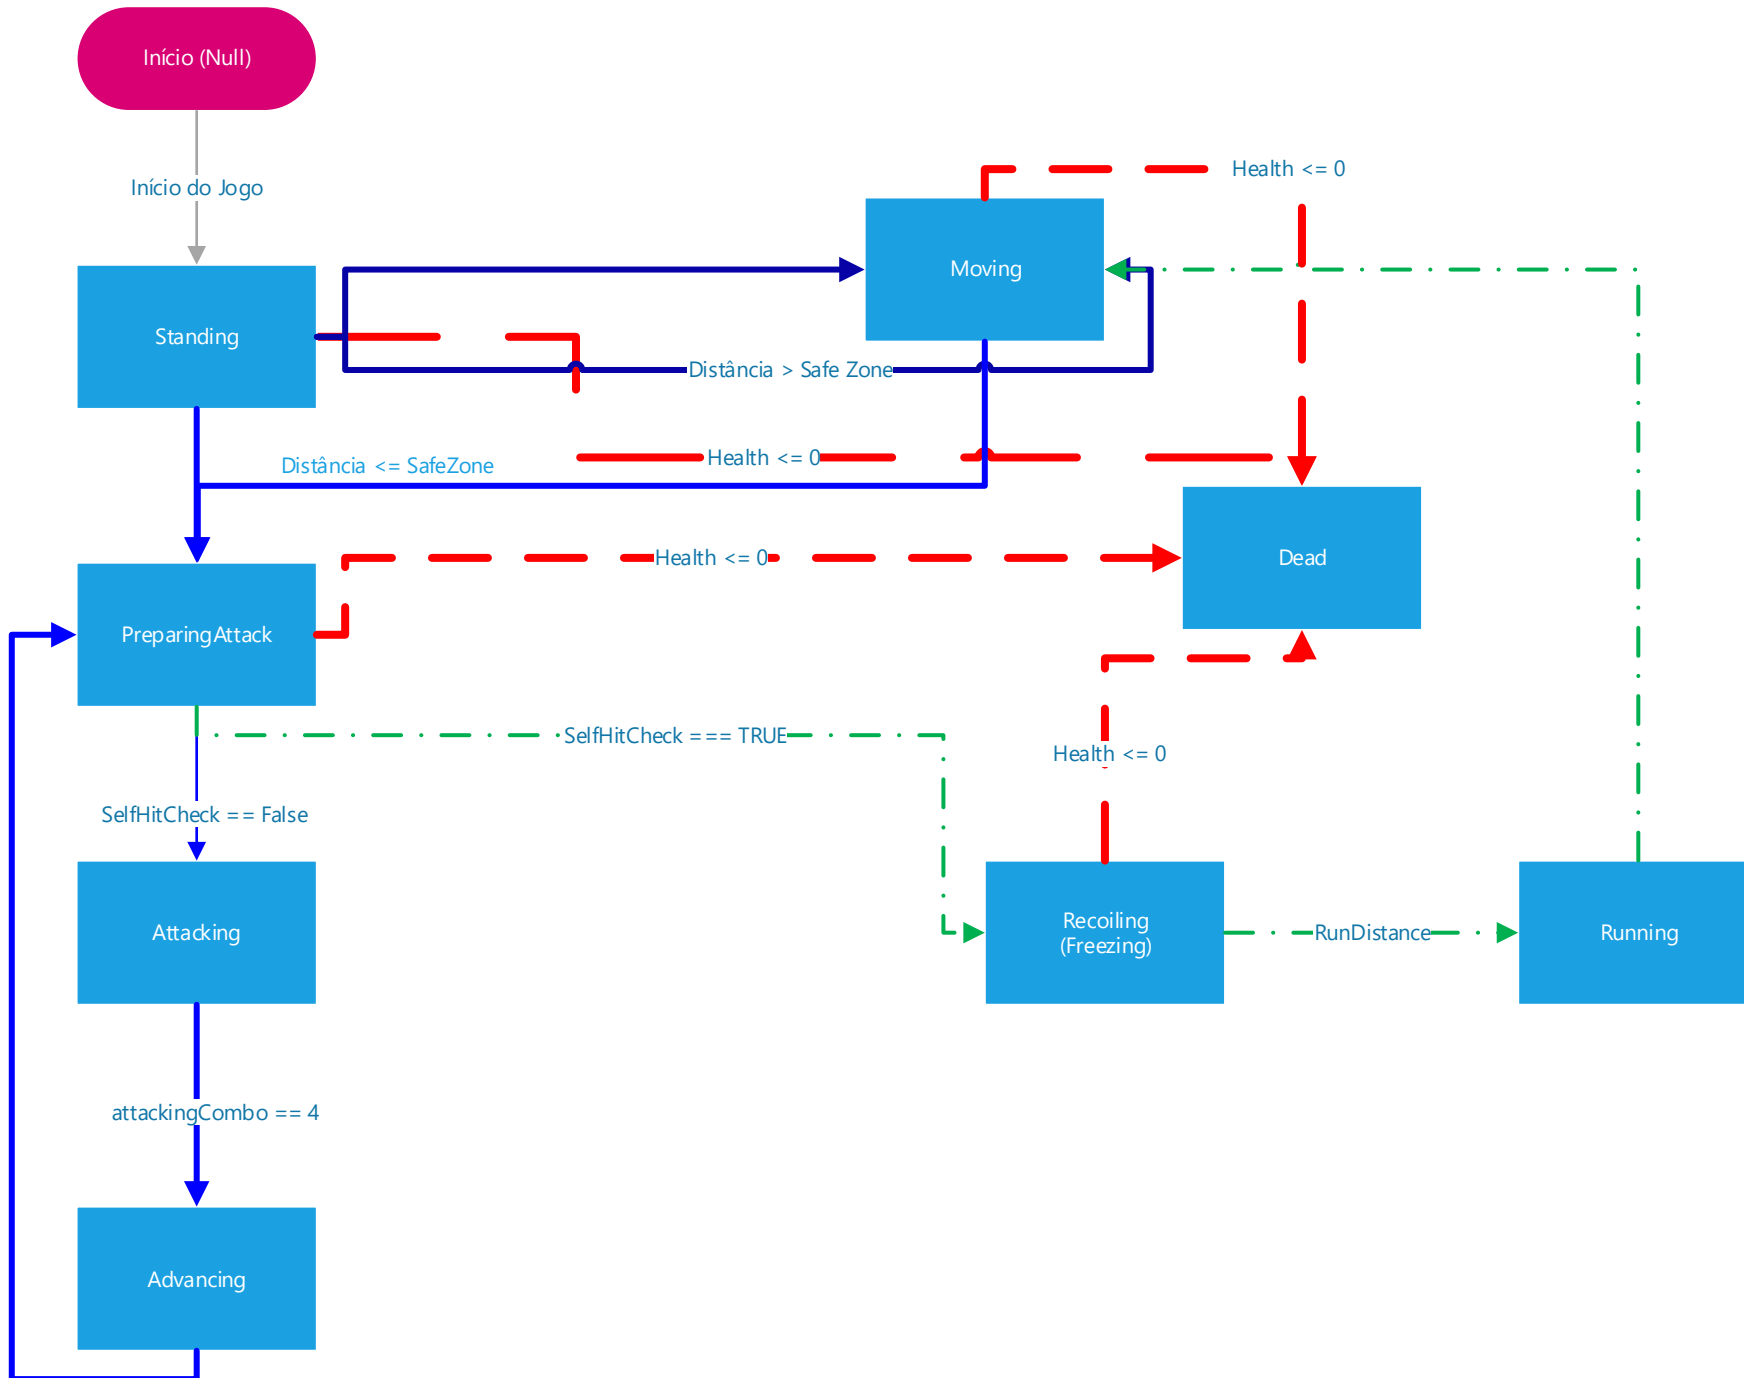 Início (Null)
Início do Jogo
Health <= 0
Moving
Standing
Distância > Safe Zone
Distância <= SafeZone
Health <= 0
Health <= 0
Dead
PreparingAttack
SelfHitCheck === TRUE
Health <= 0
SelfHitCheck == False
Attacking
Recoiling
(Freezing)
RunDistance
Running
attackingCombo == 4
Advancing